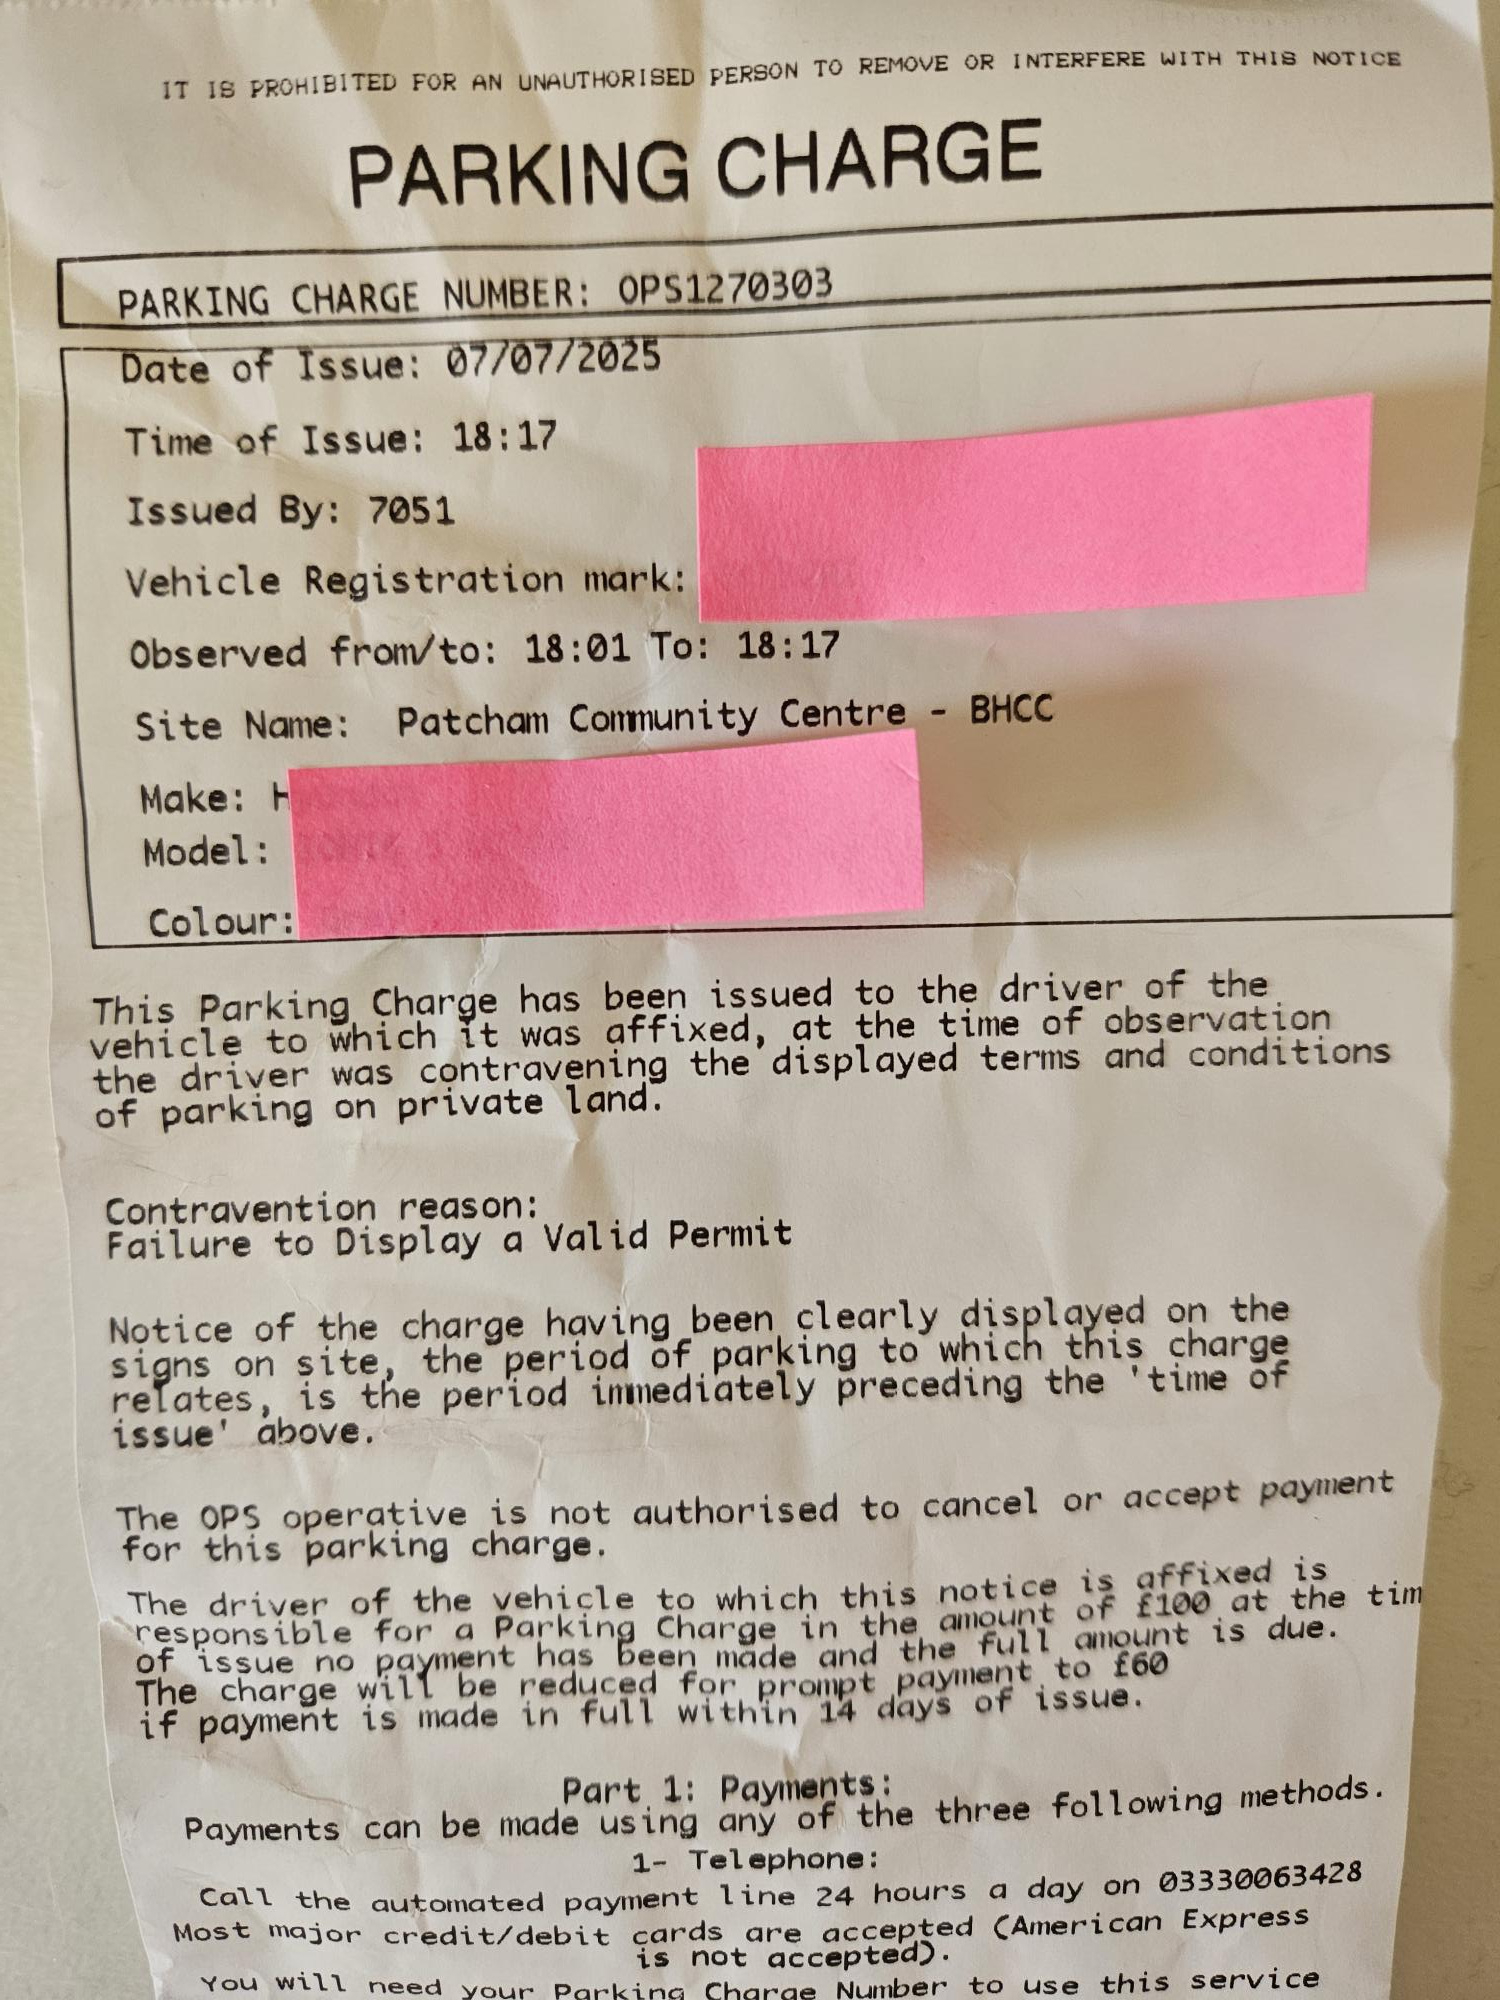 IT IS PROHIBITED FOR AN UNAUTHORISED PERSON TO REMOVE OR INTERFERE WITH THIS NOTICE
PARKING CHARGE
PARKING CHARGE NUMBER: OPS1270303
Date of Issue: 07/07/2025
Time of Issue: 18:17
Issued By: 7051
Vehicle Registration mark:
Observed from/to: 18:01 To: 18:17
Site Name: Patcham Community Centre - BHCC
Make: H
Model:
Colour:
This Parking Charge has been issued to the driver of the
vehicle to which it was affixed, at the time of observation
the driver was contravening the displayed terms and conditions
of parking on private land.
Contravention reason:
Failure to Display a Valid Permit
Notice of the charge having been clearly displayed on the
signs on site, the period of parking to which this charge
relates, is the period immediately preceding the 'time of
issue' above.
The OPS operative is not authorised to cancel or accept payment
for this parking charge.
The driver of the vehicle to which this notice is affixed is
responsible for a Parking Charge in the amount of £100 at the tim
of issue no payment has been made and the full amount is due.
The charge will be reduced for prompt payment to £60
if payment is made in full within 14 days of issue.
Part 1: Payments:
Payments can be made using any of the three following methods.
1- Telephone:
Call the automated payment line 24 hours a day on 03330063428
Most major credit/debit cards are accepted (American Express
is not accepted).
You will need your Parking Charge Number to use this service